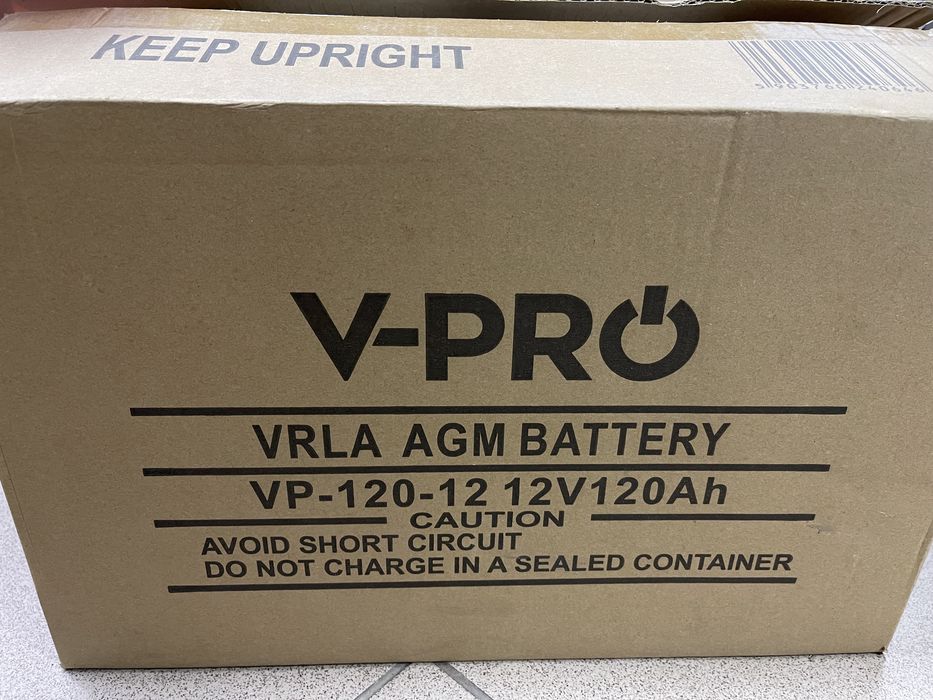 KEEP UPRIGHT
V-PRO
VRLA AGM BATTERY
VP-120-12 12V120Ah
CAUTION
AVOID SHORT CIRCUIT
DO NOT CHARGE IN A SEALED CONTAINER